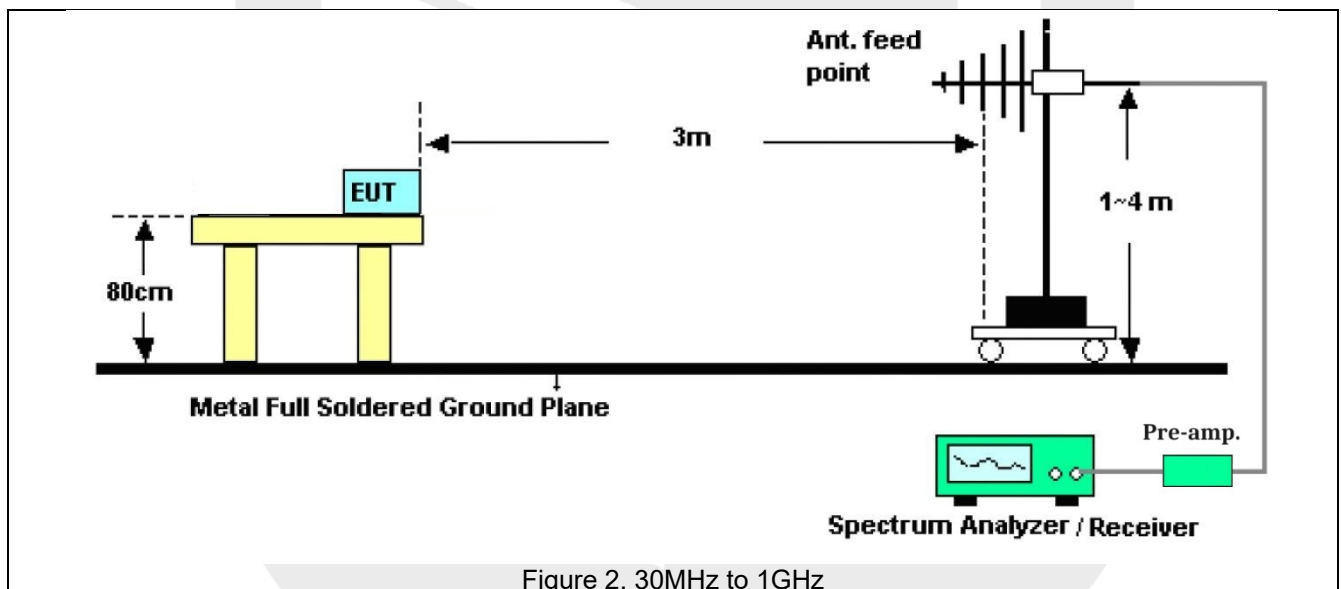 Ant. feed
point
3m
EUT
1~4 m
80cm
Metal Full Soldered Ground Plane
Pre-amp.
Spectrum Analyzer / Receiver
Figure 2. 30MHz to 1GHz